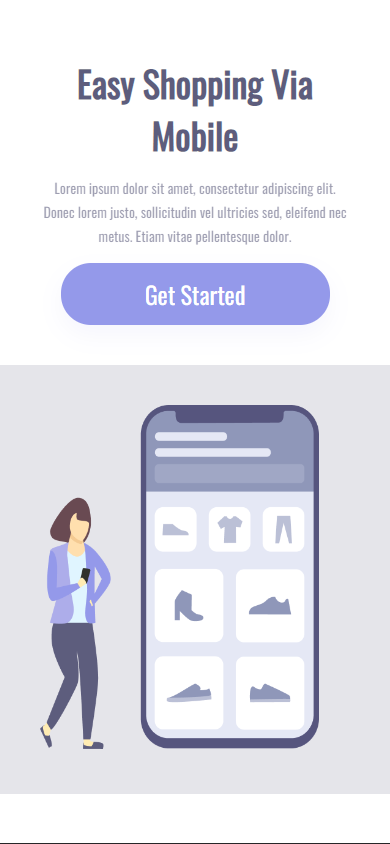 Easy Shopping Via
Mobile
Lorem ipsum dolor sit amet, consectetur adipiscing elit.
Donec lorem justo, sollicitudin vel ultricies sed, eleifend nec
metus. Etiam vitae pellentesque dolor.
Get Started